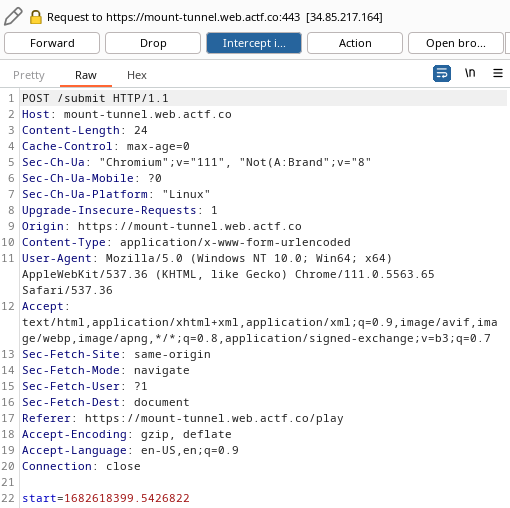 Request to https://mount-tunnel.web.actf.co:443 [34.85.217.164]
Forward Drop Intercept i... Action Open bro...
Pretty Raw Hex \n
1 POST /submit HTTP/1.1
2 Host: mount-tunnel.web.actf.co
3 Content-Length: 24
4 Cache-Control: max-age=0
5 Sec-Ch-Ua: "Chromium";v="111", "Not(A:Brand";v="8"
6 Sec-Ch-Ua-Mobile: ?0
7 Sec-Ch-Ua-Platform: "Linux"
8 Upgrade-Insecure-Requests: 1
9 Origin: https://mount-tunnel.web.actf.co
10 Content-Type: application/x-www-form-urlencoded
11 User-Agent: Mozilla/5.0 (Windows NT 10.0; Win64; x64)
AppleWebKit/537.36 (KHTML, like Gecko) Chrome/111.0.5563.65
Safari/537.36
12 Accept:
text/html,application/xhtml+xml,application/xml;q=0.9,image/avif,ima
ge/webp,image/apng,*/*;q=0.8,application/signed-exchange;v=b3;q=0.7
13 Sec-Fetch-Site: same-origin
14 Sec-Fetch-Mode: navigate
15 Sec-Fetch-User: ?1
16 Sec-Fetch-Dest: document
17 Referer: https://mount-tunnel.web.actf.co/play
18 Accept-Encoding: gzip, deflate
19 Accept-Language: en-US,en;q=0.9
20 Connection: close
21
22 start=1682618399.5426822